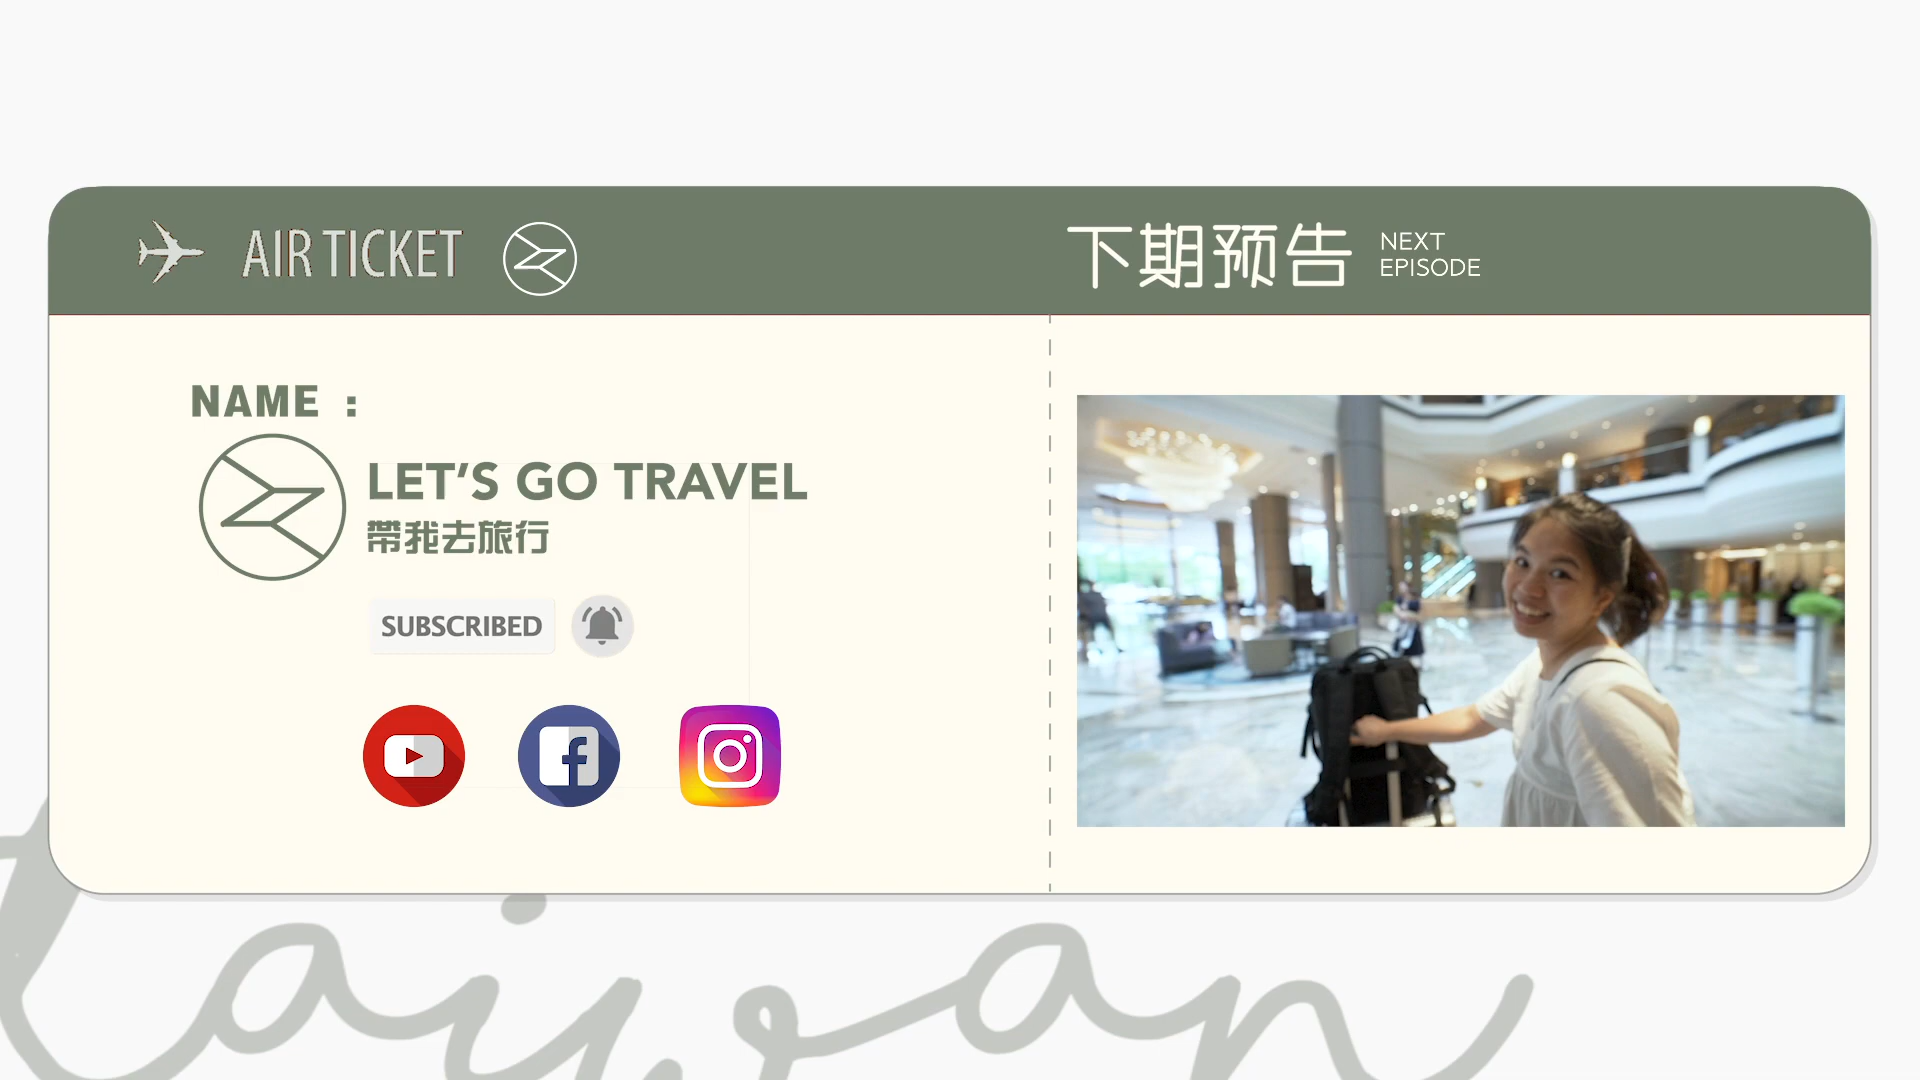 AIR TICKET
下期预告
NEXT
EPISODE
NAME :
LET'S GO TRAVEL
帶我去旅行
SUBSCRIBED
taiwan